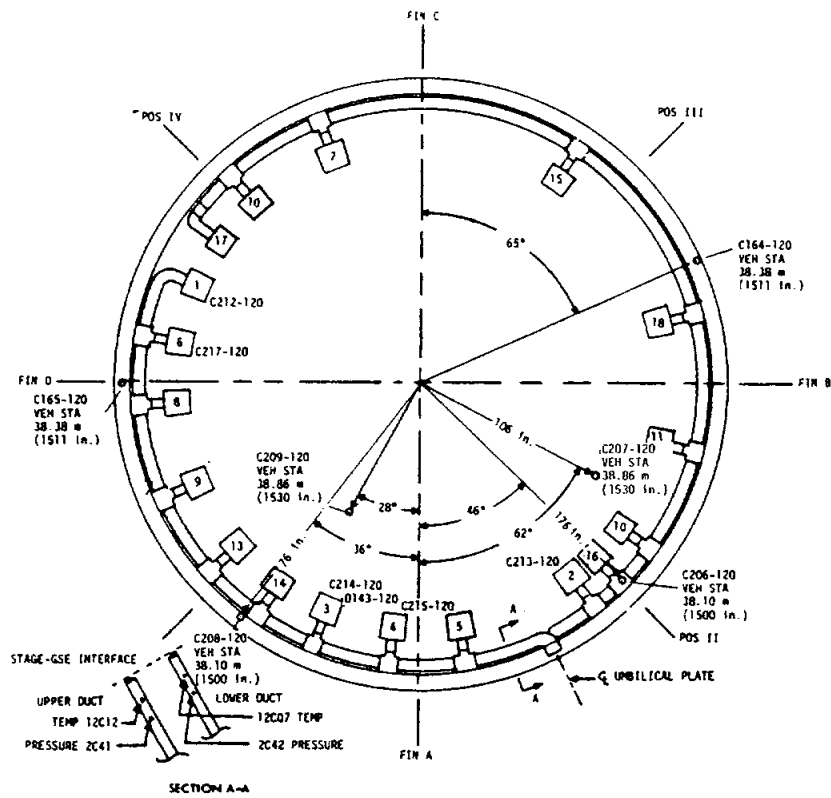 FIN C
POS IV
POS III
7
15
10
17
65°
C164-120
VEH STA
38.38 m
(1511 in.)
1
C212-120
18
6
C217-120
FIN D
FIN B
C165-120
VEH STA
38.38 m
(1511 in.)
8
106 in.
11
C209-120
VEH STA
38.86 m
(1530 in.)
C207-120
VEH STA
38.86 m
(1530 in.)
9
28°
46°
176 in.
10
62°
36°
76 in.
13
C213-120
16
2
14
C214-120
D143-120
C215-120
3
4
5
A
C206-120
VEH STA
38.10 m
(1500 in.)
POS II
C208-120
VEH STA
38.10 m
(1500 in.)
STAGE-GSE INTERFACE
UPPER DUCT
LOWER DUCT
UMBILICAL PLATE
A
TEMP 12C12
12C07 TEMP
PRESSURE 2C41
2C42 PRESSURE
FIN A
SECTION A-A